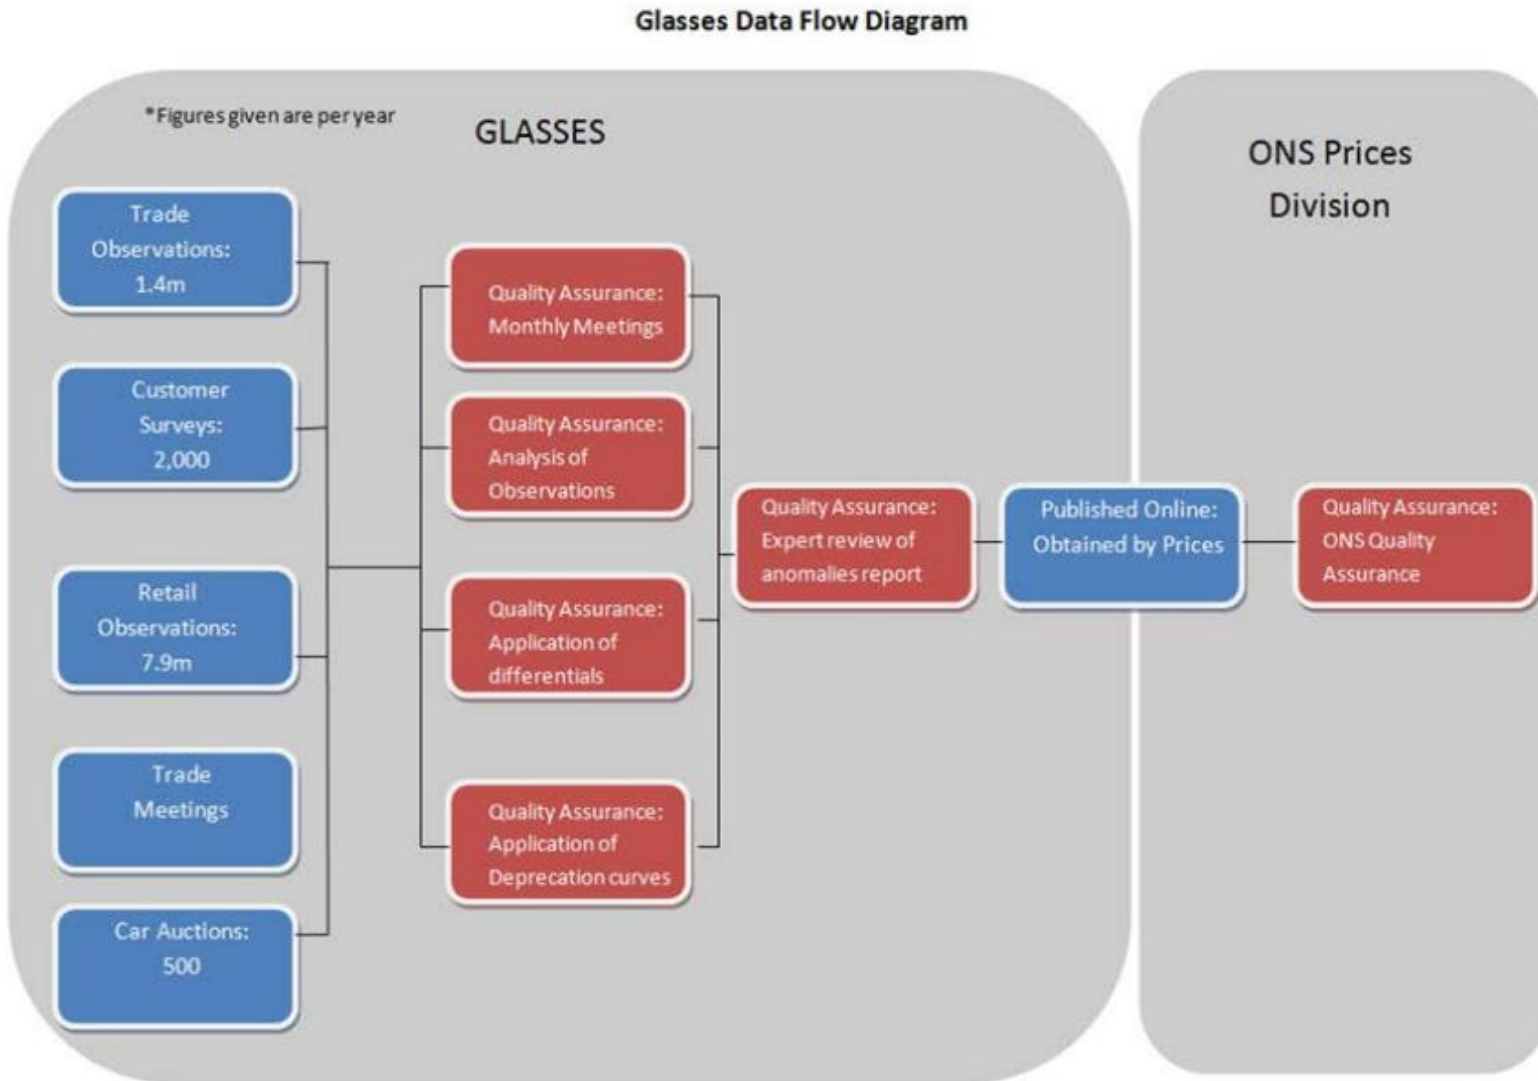 Glasses Data Flow Diagram
*Figures given are per year
GLASSES
ONS Prices
Division
Trade
Observations:
1.4m
Customer
Surveys:
2,000
Retail
Observations:
7.9m
Trade
Meetings
Car Auctions:
500
Quality Assurance:
Monthly Meetings
Quality Assurance:
Analysis of
Observations
Quality Assurance:
Application of
differentials
Quality Assurance:
Application of
Deprecation curves
Quality Assurance:
Expert review of
anomalies report
Published Online:
Obtained by Prices
Quality Assurance:
ONS Quality
Assurance